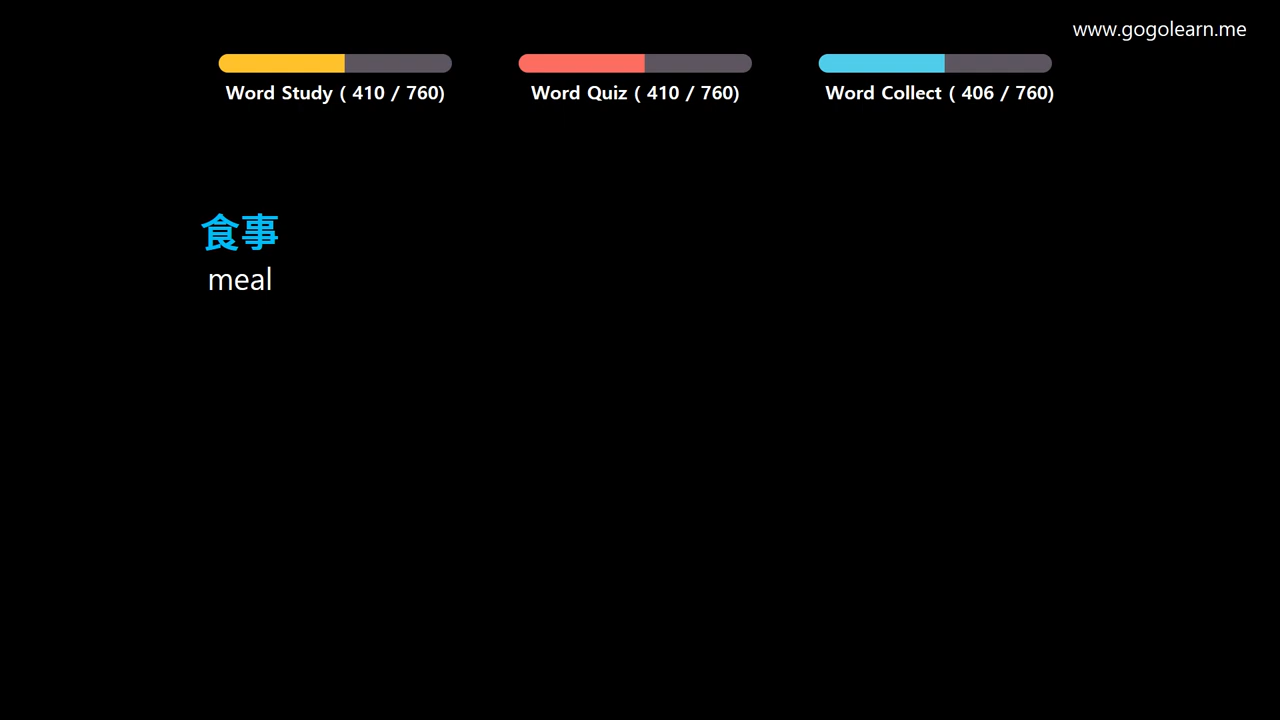 www.gogolearn.me
Word Study ( 410 / 760)
Word Quiz ( 410 / 760)
Word Collect ( 406 / 760)
食事
meal